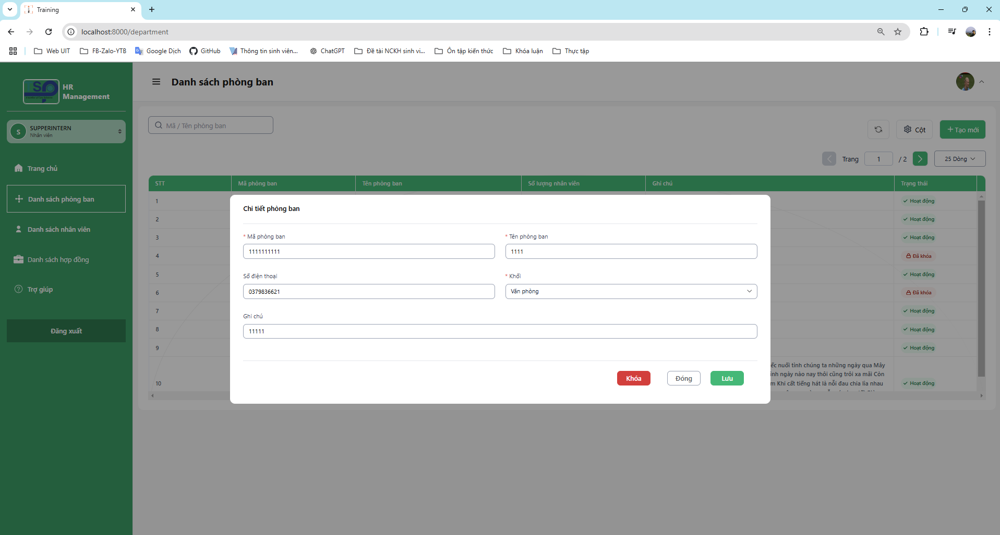 Training
localhost:8000/department
Web UIT
FB-Zalo-YTB
Google Dịch
GitHub
Thông tin sinh viên...
ChatGPT
Đề tài NCKH sinh vi...
Ôn tập kiến thức
Khóa luận
Thực tập
HR
Management
Danh sách phòng ban
S
SUPPERINTERN
Nhân viên
Trang chủ
Danh sách phòng ban
Danh sách nhân viên
Danh sách hợp đồng
Trợ giúp
Đăng xuất
Mã / Tên phòng ban
Cột
Tạo mới
Trang
1
/ 2
25 Dòng
STT
Mã phòng ban
Tên phòng ban
Số lượng nhân viên
Ghi chú
Trạng thái
1
Hoạt động
2
Hoạt động
3
Hoạt động
4
Đã khóa
5
Hoạt động
6
Đã khóa
7
Hoạt động
8
Hoạt động
9
Hoạt động
10
ếc nuối tình chúng ta những ngày qua Mây
inh ngày nào nay thôi cũng trôi xa mãi Còn
m Khi cất tiếng hát là nỗi đau chia lìa nhau
Hoạt động
Chi tiết phòng ban
* Mã phòng ban
1111111111
* Tên phòng ban
1111
Số điện thoại
0379836621
* Khối
Văn phòng
Ghi chú
11111
Khóa
Đóng
Lưu